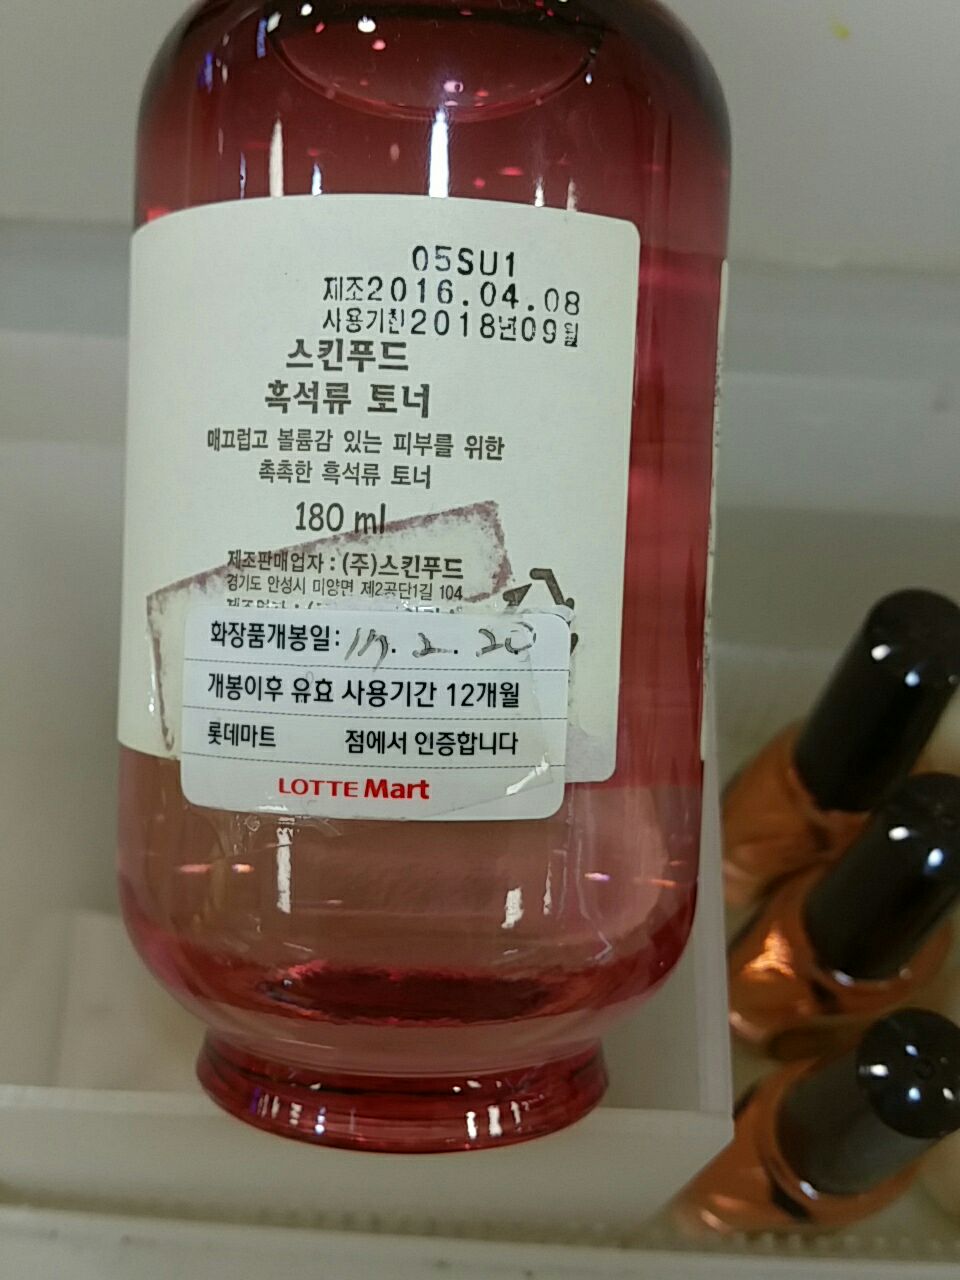 05SU1
제조2016.04.08
사용기한2018년09월
스킨푸드
흑석류 토너
매끄럽고 볼륨감 있는 피부를 위한
촉촉한 흑석류 토너
180 ml
제조판매업자 : (주)스킨푸드
경기도 안성시 미양면 제2공단1길 104
화장품개봉일: 17. 2. 20
개봉이후 유효 사용기간 12개월
롯데마트 점에서 인증합니다
LOTTE Mart